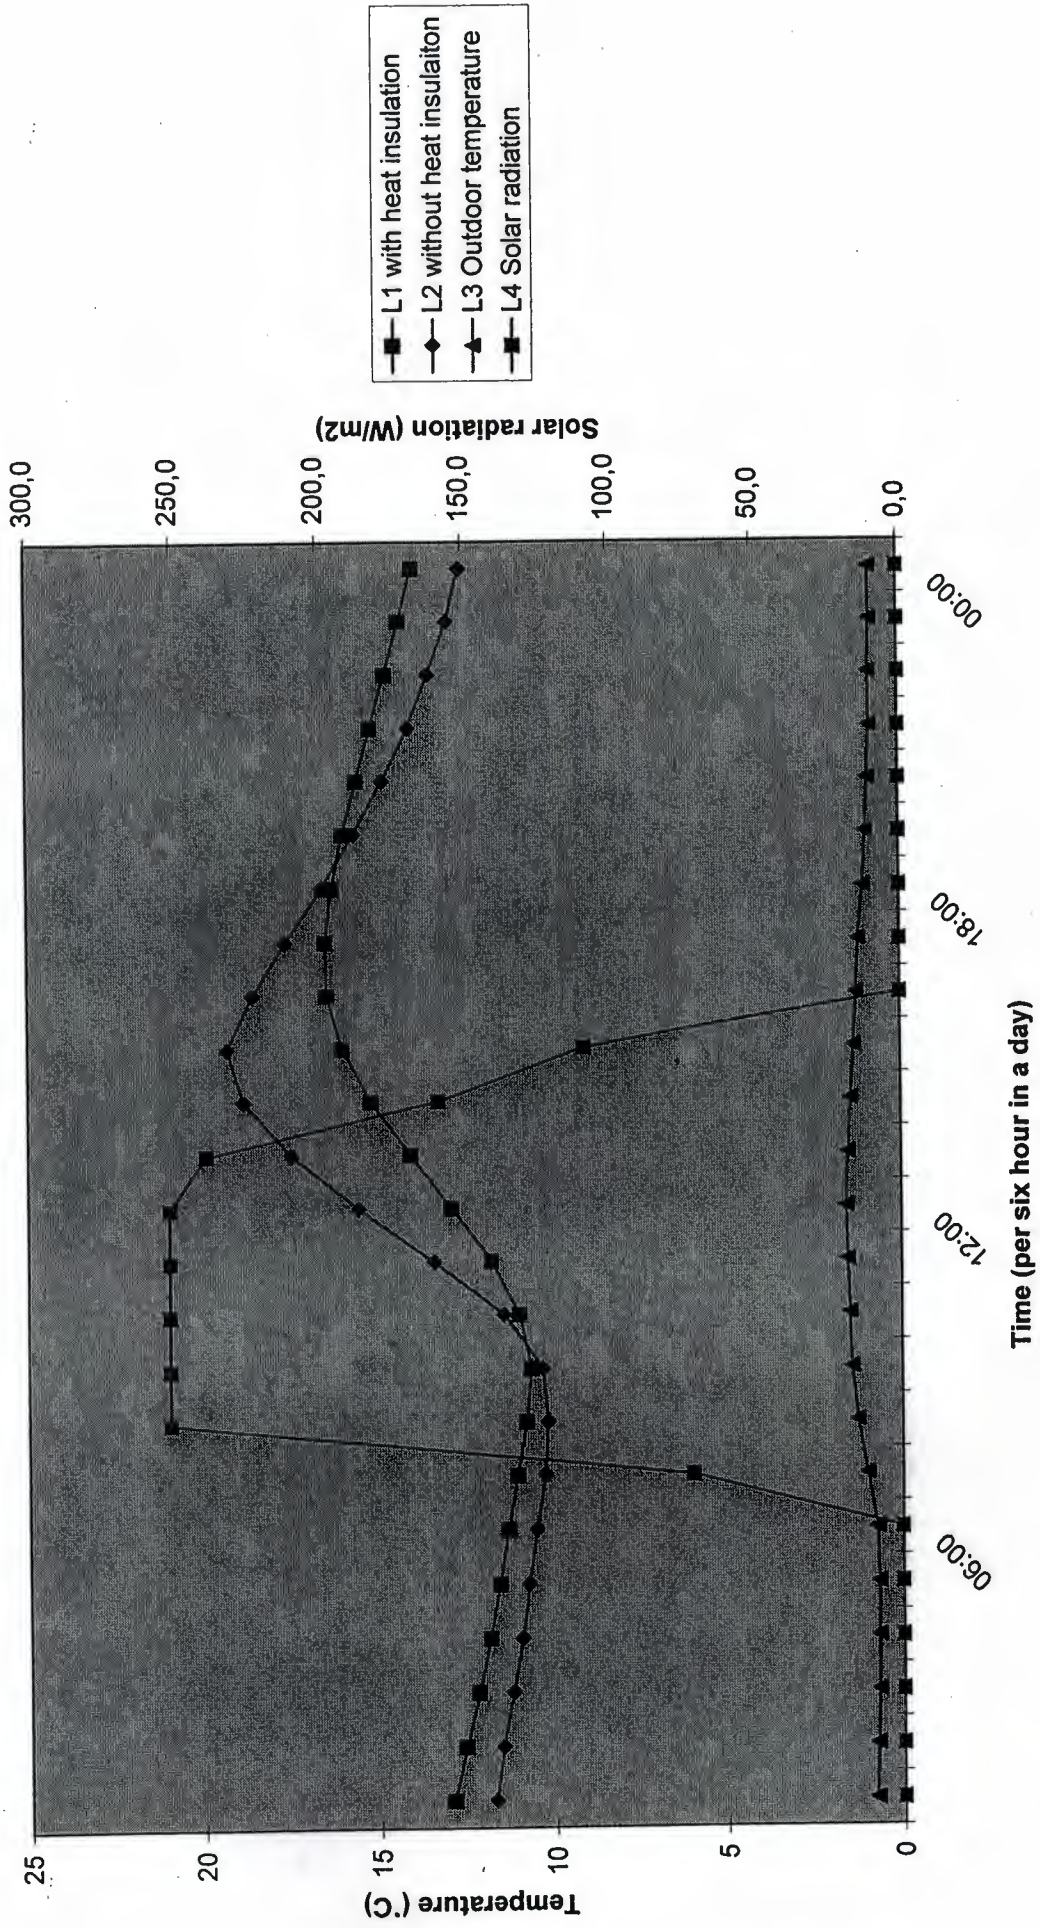 Temperature (°C)
25
20
15
10
5
0
06:00
12:00
18:00
00:00
Time (per six hour in a day)
300,0
250,0
200,0
150,0
100,0
50,0
0,0
Solar radiation (W/m2)
L1 with heat insulation
L2 without heat insulaiton
L3 Outdoor temperature
L4 Solar radiation